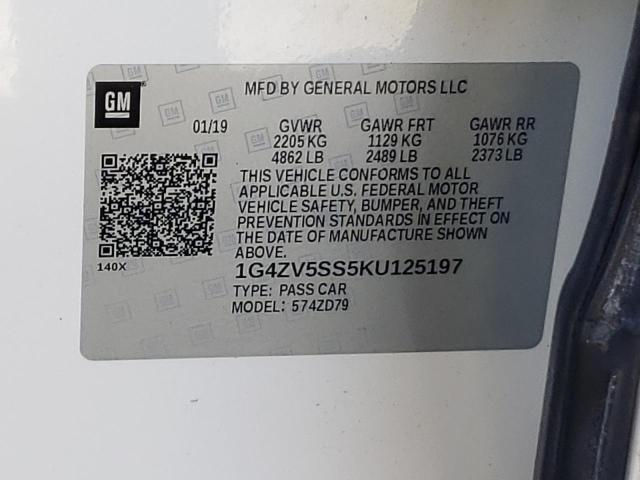 GM
MFD BY GENERAL MOTORS LLC
01/19 GVWR GAWR FRT GAWR RR
2205 KG 1129 KG 1076 KG
4862 LB 2489 LB 2373 LB
THIS VEHICLE CONFORMS TO ALL
APPLICABLE U.S. FEDERAL MOTOR
VEHICLE SAFETY, BUMPER, AND THEFT
PREVENTION STANDARDS IN EFFECT ON
THE DATE OF MANUFACTURE SHOWN
ABOVE.
140X
1G4ZV5SS5KU125197
TYPE: PASS CAR
MODEL: 574ZD79